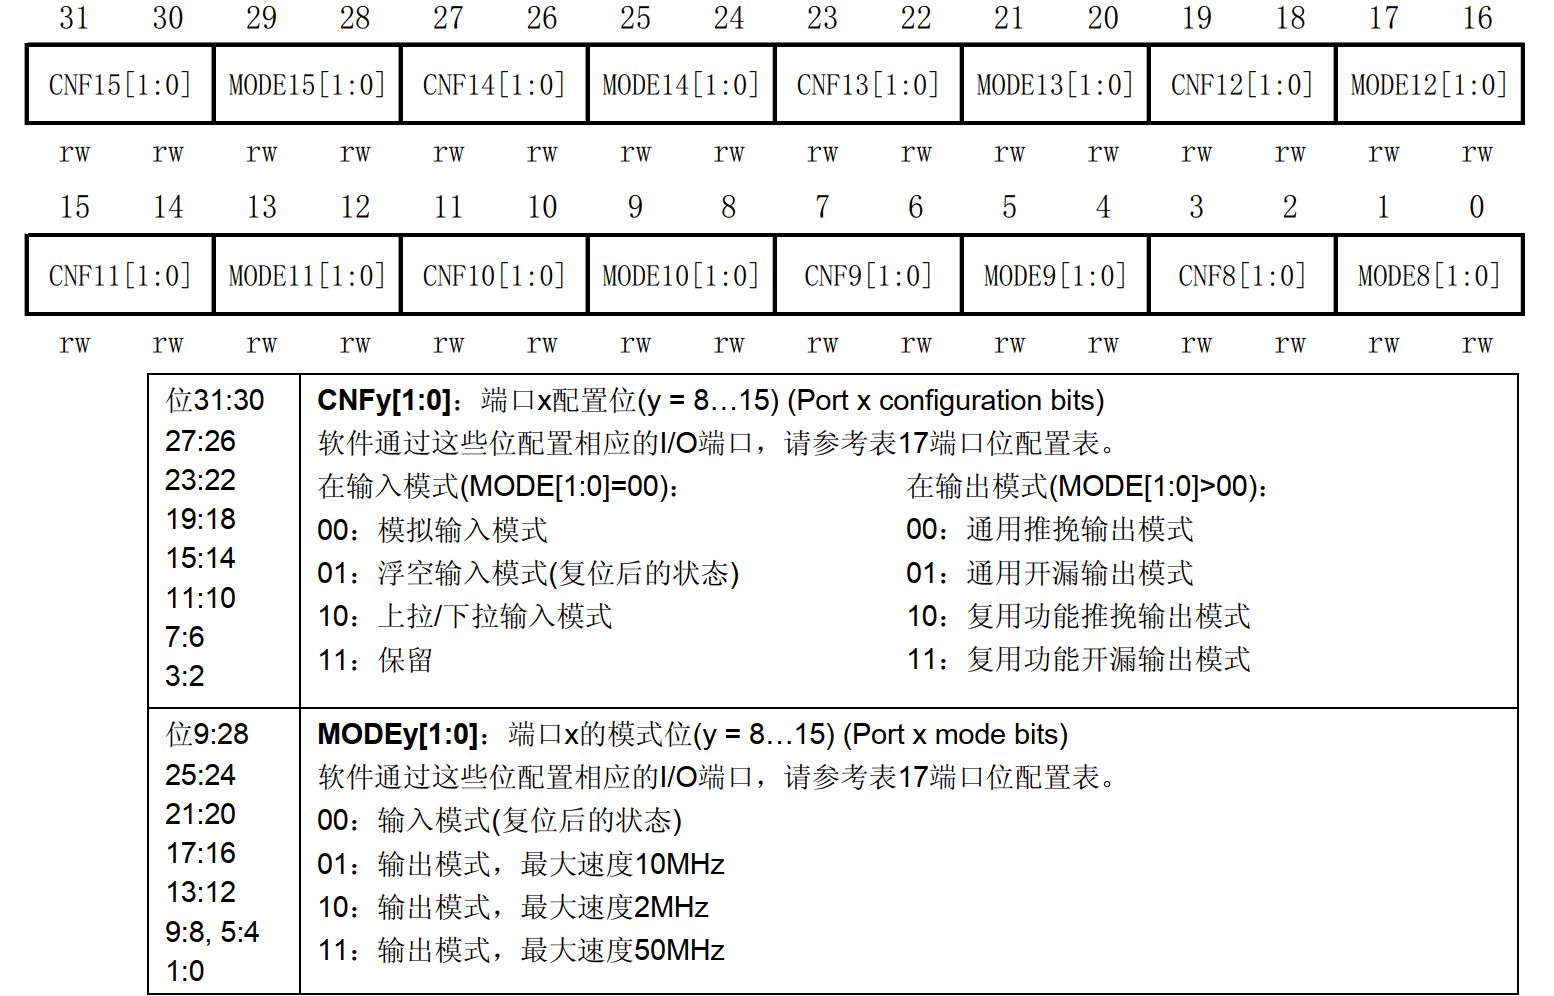 31 30 29 28 27 26 25 24 23 22 21 20 19 18 17 16
CNF15[1:0] MODE15[1:0] CNF14[1:0] MODE14[1:0] CNF13[1:0] MODE13[1:0] CNF12[1:0] MODE12[1:0]
rw rw rw rw rw rw rw rw rw rw rw rw rw rw rw rw
15 14 13 12 11 10 9 8 7 6 5 4 3 2 1 0
CNF11[1:0] MODE11[1:0] CNF10[1:0] MODE10[1:0] CNF9[1:0] MODE9[1:0] CNF8[1:0] MODE8[1:0]
rw rw rw rw rw rw rw rw rw rw rw rw rw rw rw rw
位31:30
27:26
23:22
19:18
15:14
11:10
7:6
3:2
CNFy[1:0]：端口x配置位(y = 8…15) (Port x configuration bits)
软件通过这些位配置相应的I/O端口，请参考表17端口位配置表。
在输入模式(MODE[1:0]=00)： 在输出模式(MODE[1:0]>00)：
00：模拟输入模式 00：通用推挽输出模式
01：浮空输入模式(复位后的状态) 01：通用开漏输出模式
10：上拉/下拉输入模式 10：复用功能推挽输出模式
11：保留 11：复用功能开漏输出模式
位9:28
25:24
21:20
17:16
13:12
9:8, 5:4
1:0
MODEy[1:0]：端口x的模式位(y = 8…15) (Port x mode bits)
软件通过这些位配置相应的I/O端口，请参考表17端口位配置表。
00：输入模式(复位后的状态)
01：输出模式，最大速度10MHz
10：输出模式，最大速度2MHz
11：输出模式，最大速度50MHz